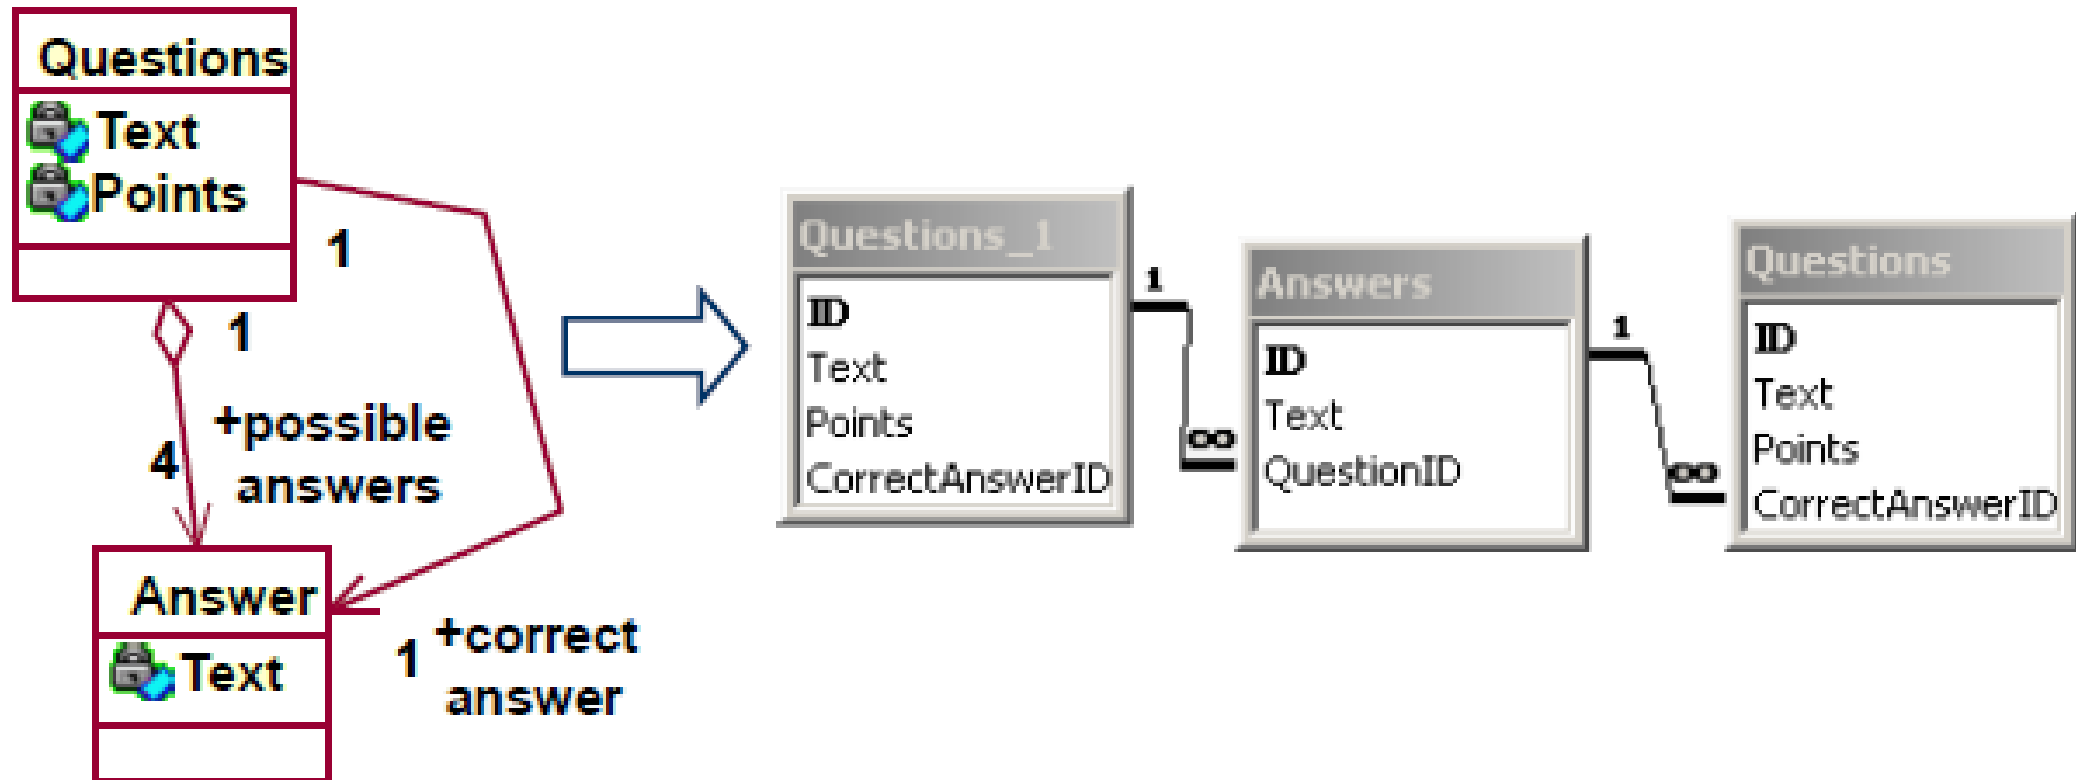 Questions
Text
Points
1
1
+possible
4
answers
Answer
Text
+correct
1
answer
Questions_1
ID
Text
Points
CorrectAnswerID
1
∞
Answers
ID
Text
QuestionID
1
∞
Questions
ID
Text
Points
CorrectAnswerID